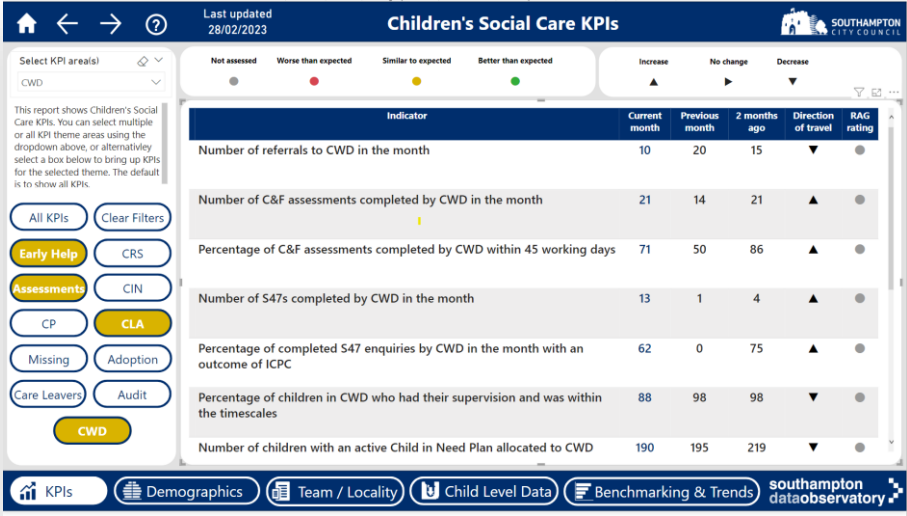 Last updated
28/02/2023
Children's Social Care KPIs
SOUTHAMPTON
CITY COUNCIL
Select KPI area(s)
CWD
This report shows Children's Social
Care KPIs. You can select multiple
or all KPI theme areas using the
dropdown above, or alternativley
select a box below to bring up KPIs
for the selected theme. The default
is to show all KPIs.
All KPIs
Clear Filters
Early Help
CRS
Assessments
CIN
CP
CLA
Missing
Adoption
Care Leavers
Audit
CWD
Not assessed
Worse than expected
Similar to expected
Better than expected
Increase
No change
Decrease
Indicator Current month Previous month 2 months ago Direction of travel RAG rating
Number of referrals to CWD in the month 10 20 15 ▼
Number of C&F assessments completed by CWD in the month 21 14 21 ▲
Percentage of C&F assessments completed by CWD within 45 working days 71 50 86 ▲
Number of S47s completed by CWD in the month 13 1 4 ▲
Percentage of completed S47 enquiries by CWD in the month with an
outcome of ICPC 62 0 75 ▲
Percentage of children in CWD who had their supervision and was within
the timescales 88 98 98 ▼
Number of children with an active Child in Need Plan allocated to CWD 190 195 219 ▼
KPIs
Demographics
Team / Locality
Child Level Data
Benchmarking & Trends
southampton
dataobservatory